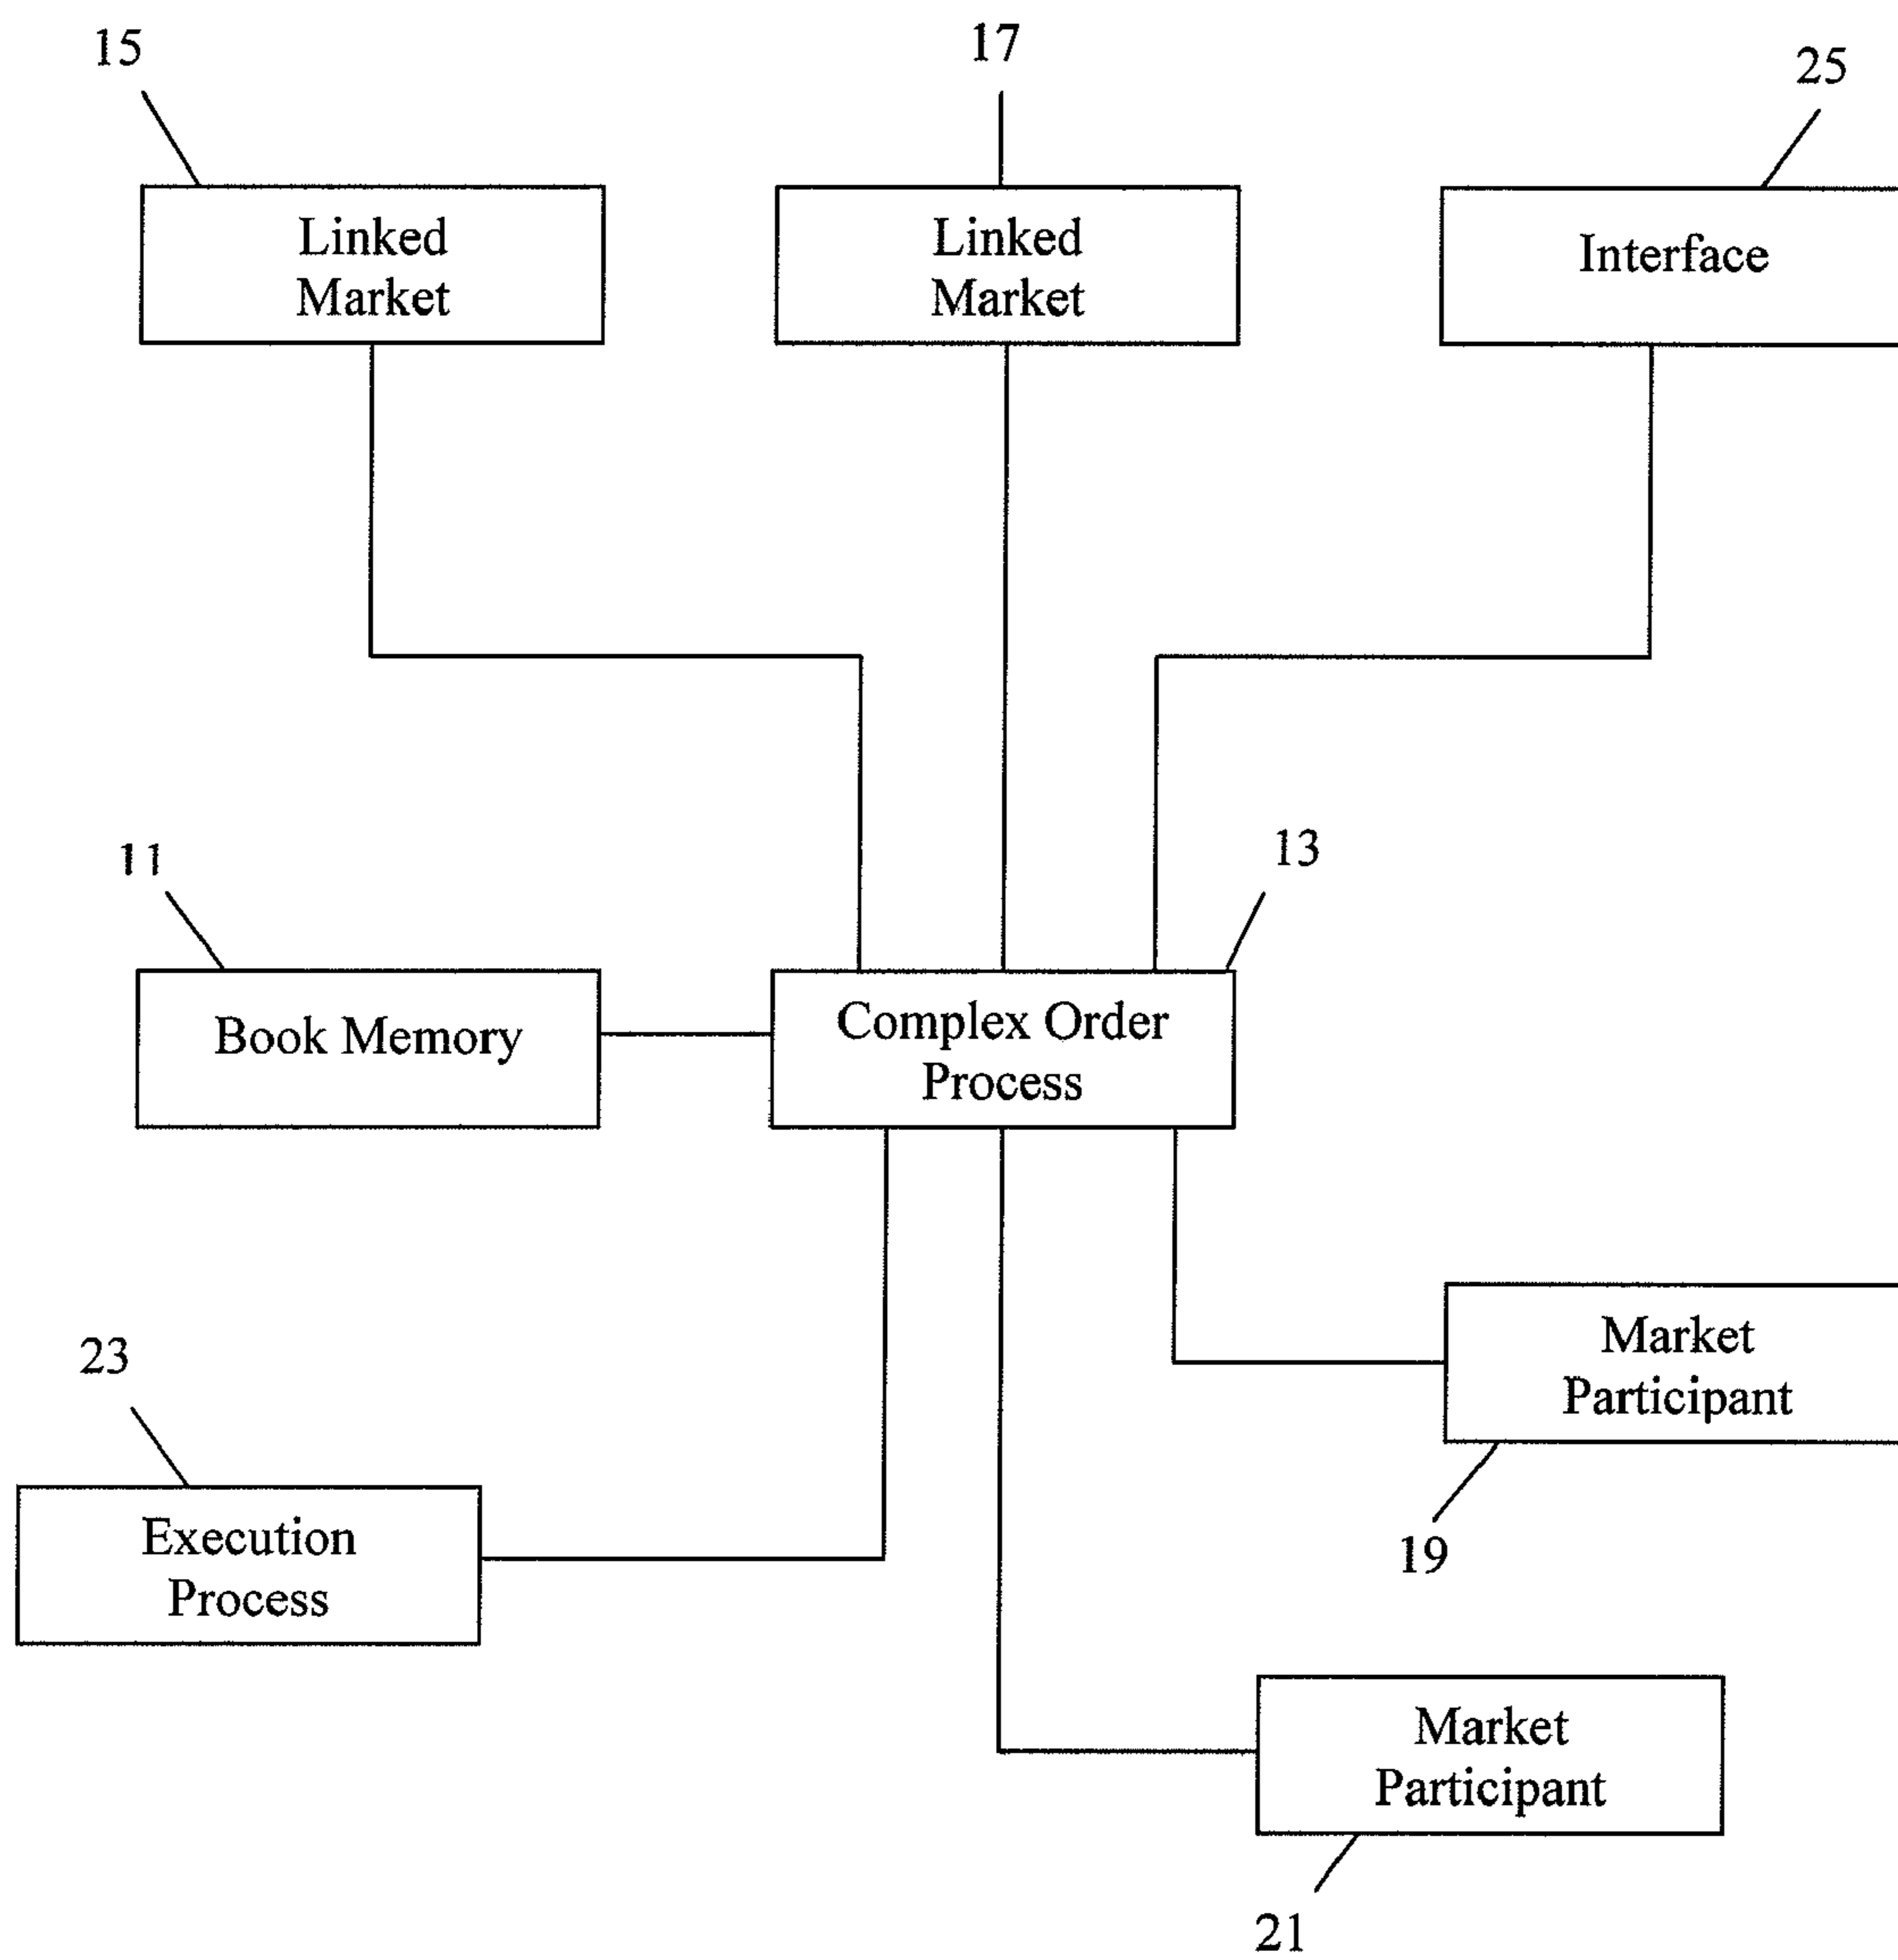 15
17
25
Linked
Market
Linked
Market
Interface
11
13
Book Memory
Complex Order
Process
23
Market
Participant
19
Execution
Process
Market
Participant
21